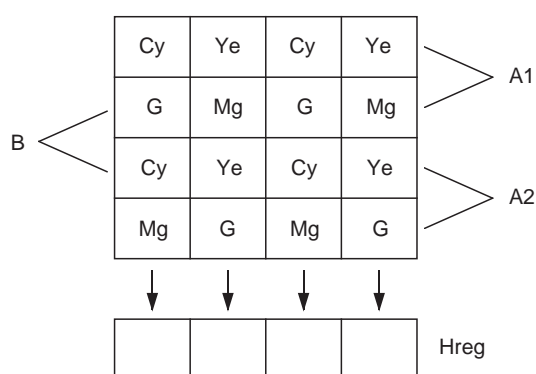 Cy Ye Cy Ye
A1
G Mg G Mg
B
Cy Ye Cy Ye
A2
Mg G Mg G
Hreg